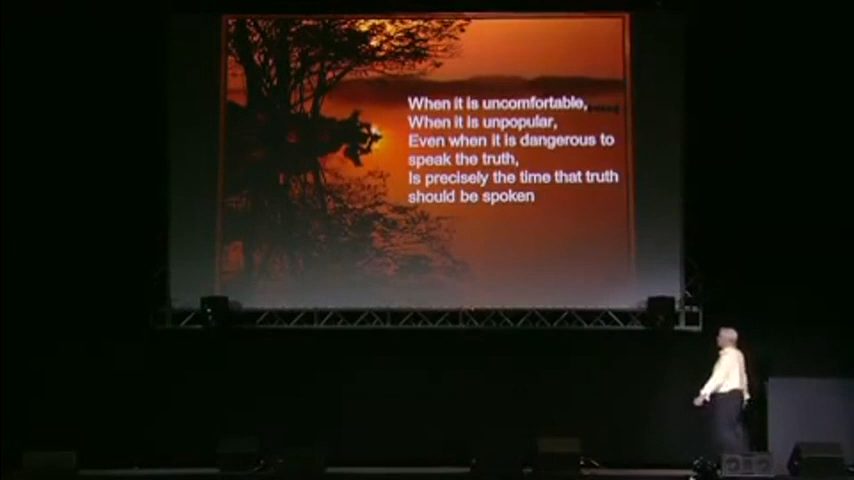 When it is uncomfortable,
When it is unpopular,
Even when it is dangerous to
speak the truth,
Is precisely the time that truth
should be spoken